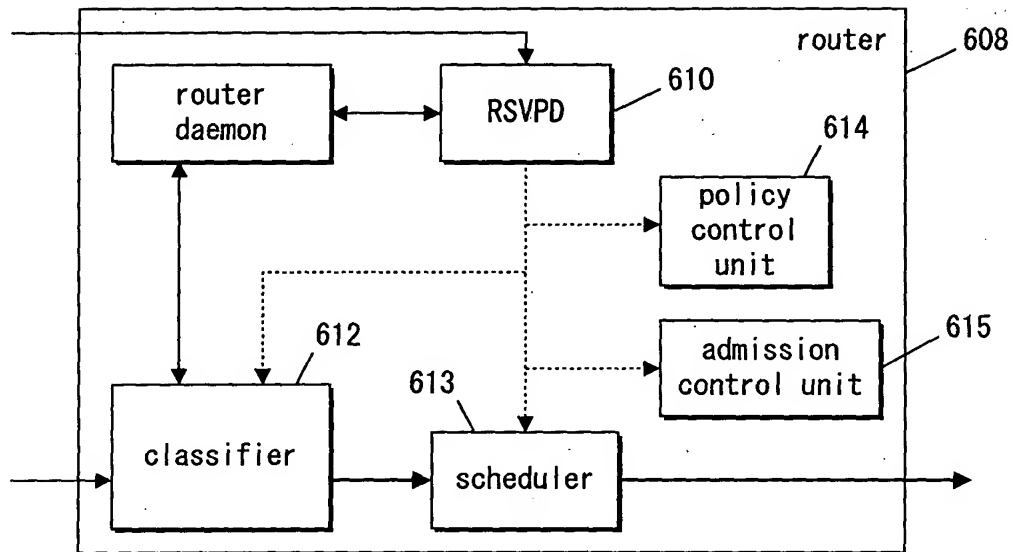 router
608
router
daemon
RSVPD
610
614
policy
control
unit
612
613
615
admission
control unit
classifier
scheduler